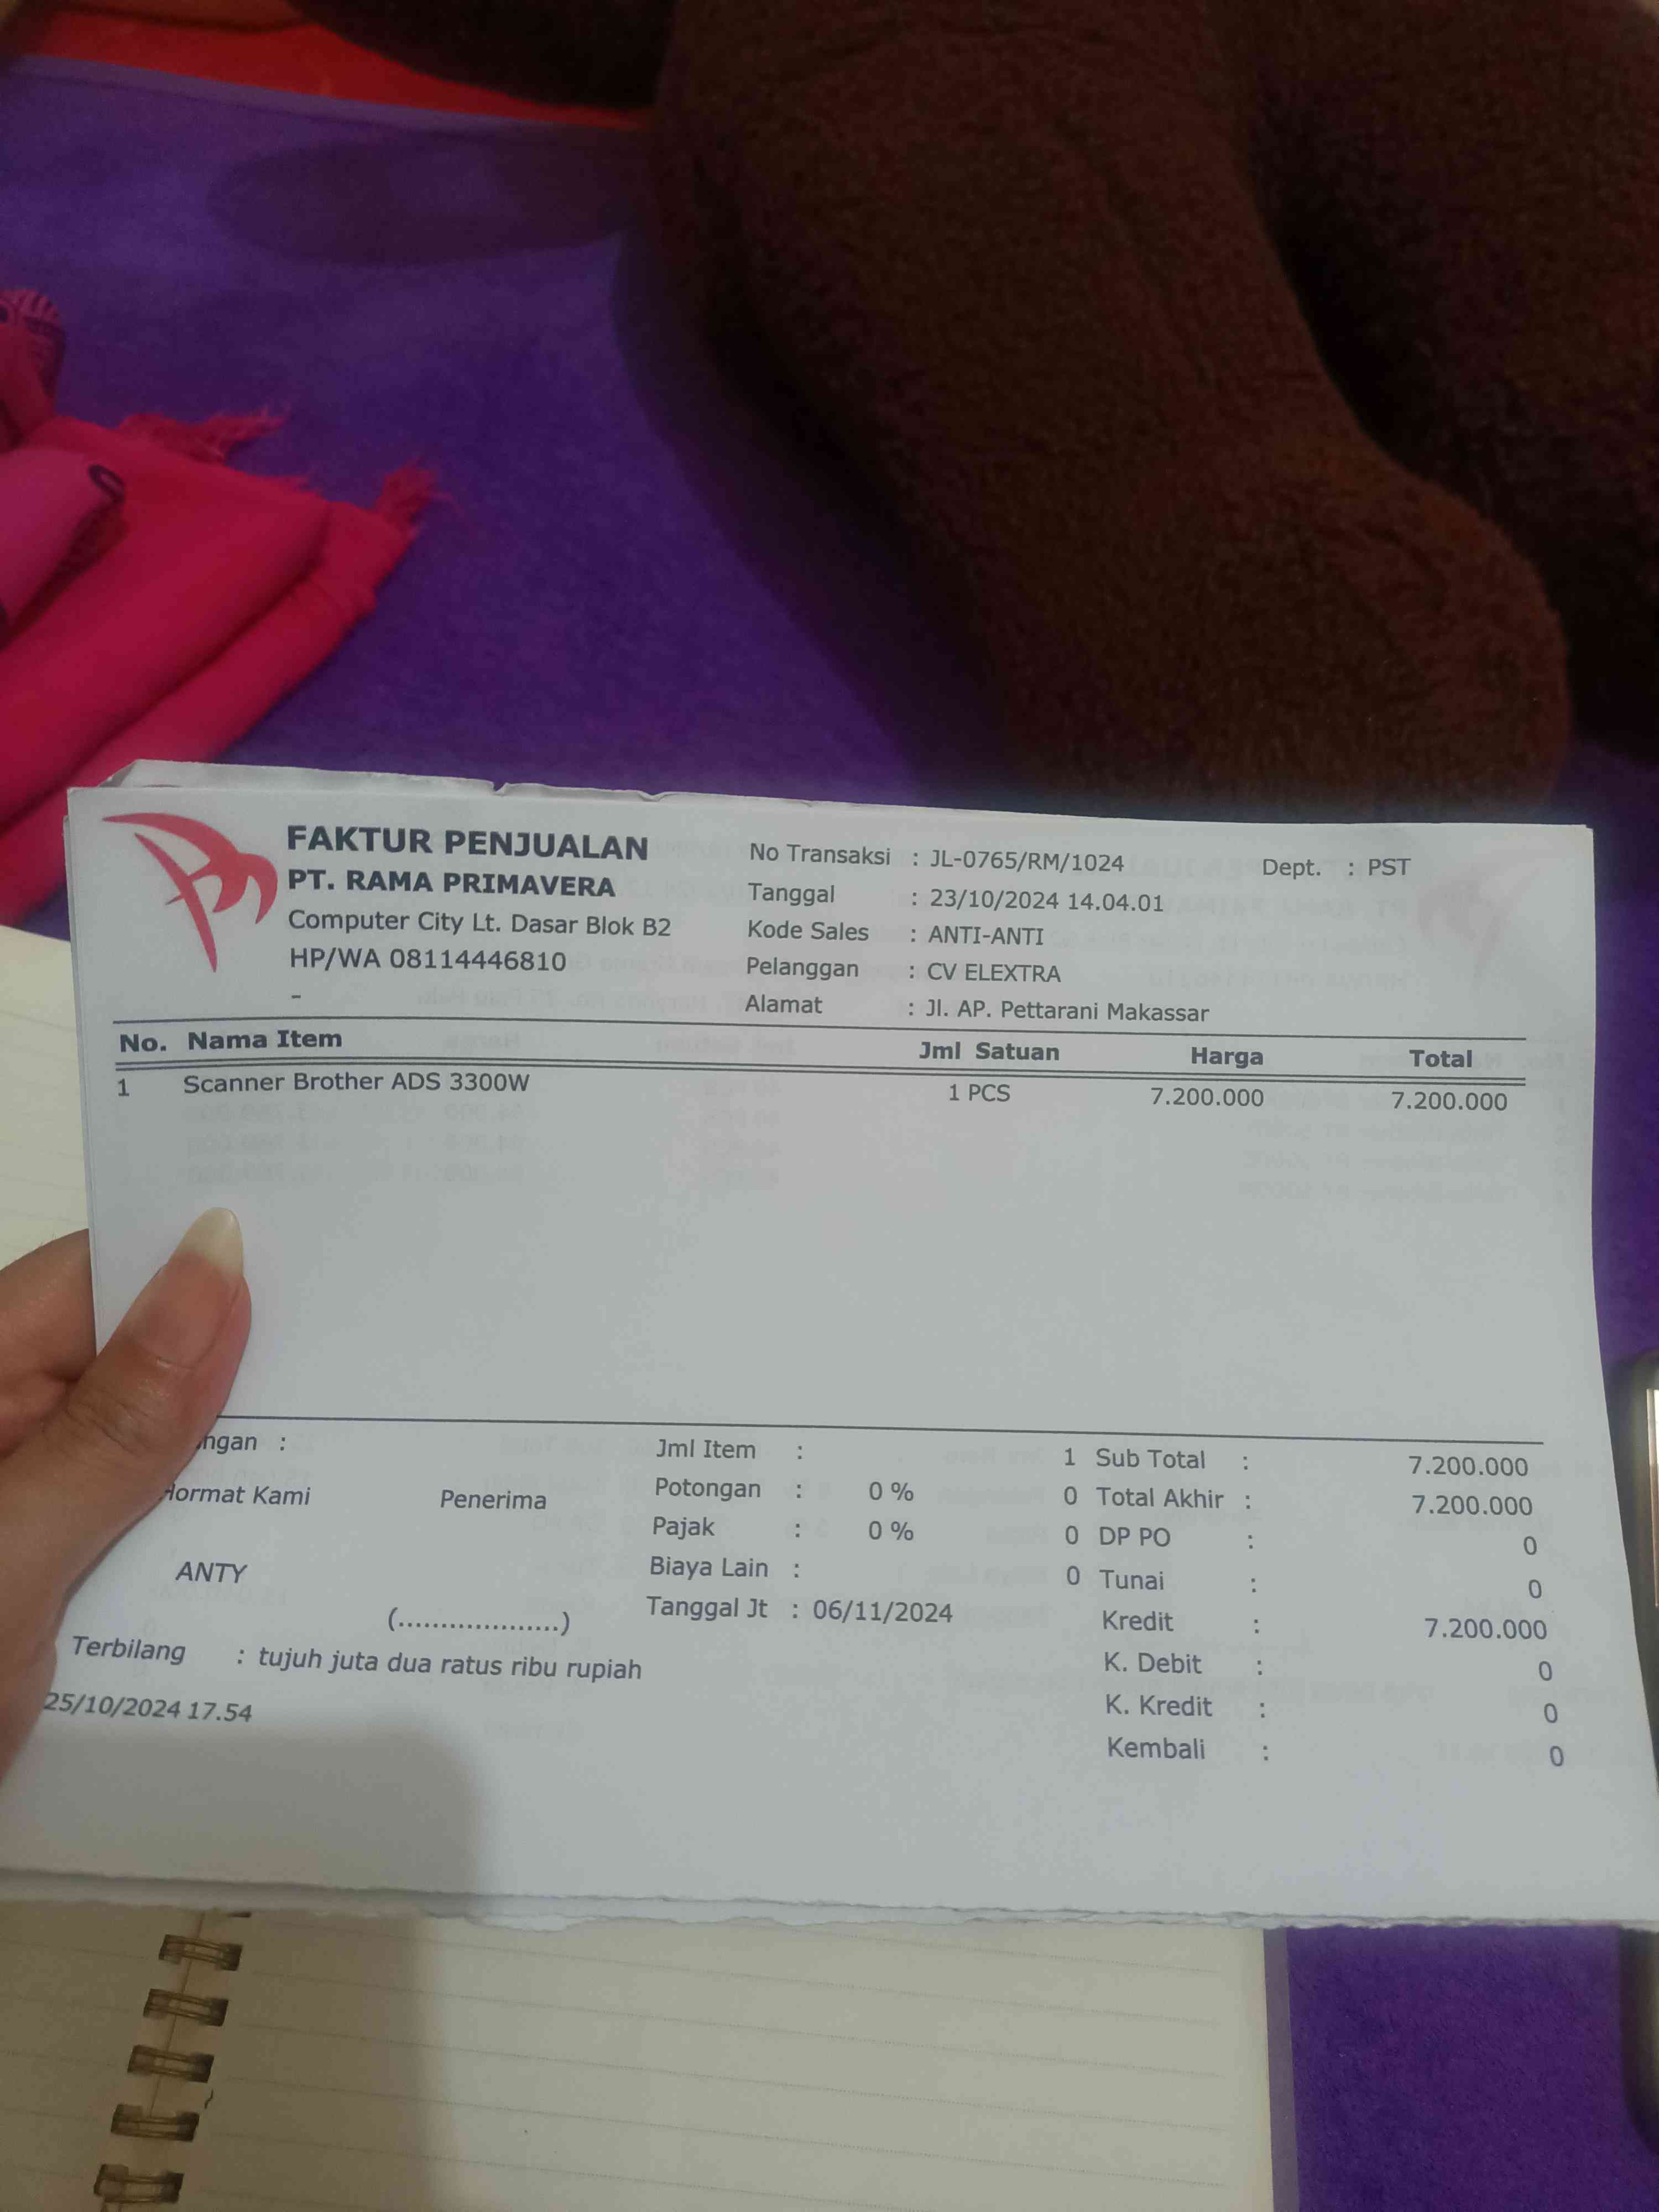 FAKTUR PENJUALAN
PT. RAMA PRIMAVERA
Computer City Lt. Dasar Blok B2
HP/WA 08114446810
-
No Transaksi : JL-0765/RM/1024 Dept. : PST
Tanggal : 23/10/2024 14.04.01
Kode Sales : ANTI-ANTI
Pelanggan : CV ELEXTRA
Alamat : Jl. AP. Pettarani Makassar
No. Nama Item Jml Satuan Harga Total
1 Scanner Brother ADS 3300W 1 PCS 7.200.000 7.200.000
ngan :
Hormat Kami Penerima
ANTY
(...................)
Jml Item : 1
Potongan : 0 % 0
Pajak : 0 % 0
Biaya Lain : 0
Tanggal Jt : 06/11/2024
Sub Total : 7.200.000
Total Akhir : 7.200.000
DP PO : 0
Tunai : 0
Kredit : 7.200.000
K. Debit : 0
K. Kredit : 0
Kembali : 0
Terbilang : tujuh juta dua ratus ribu rupiah
25/10/2024 17.54